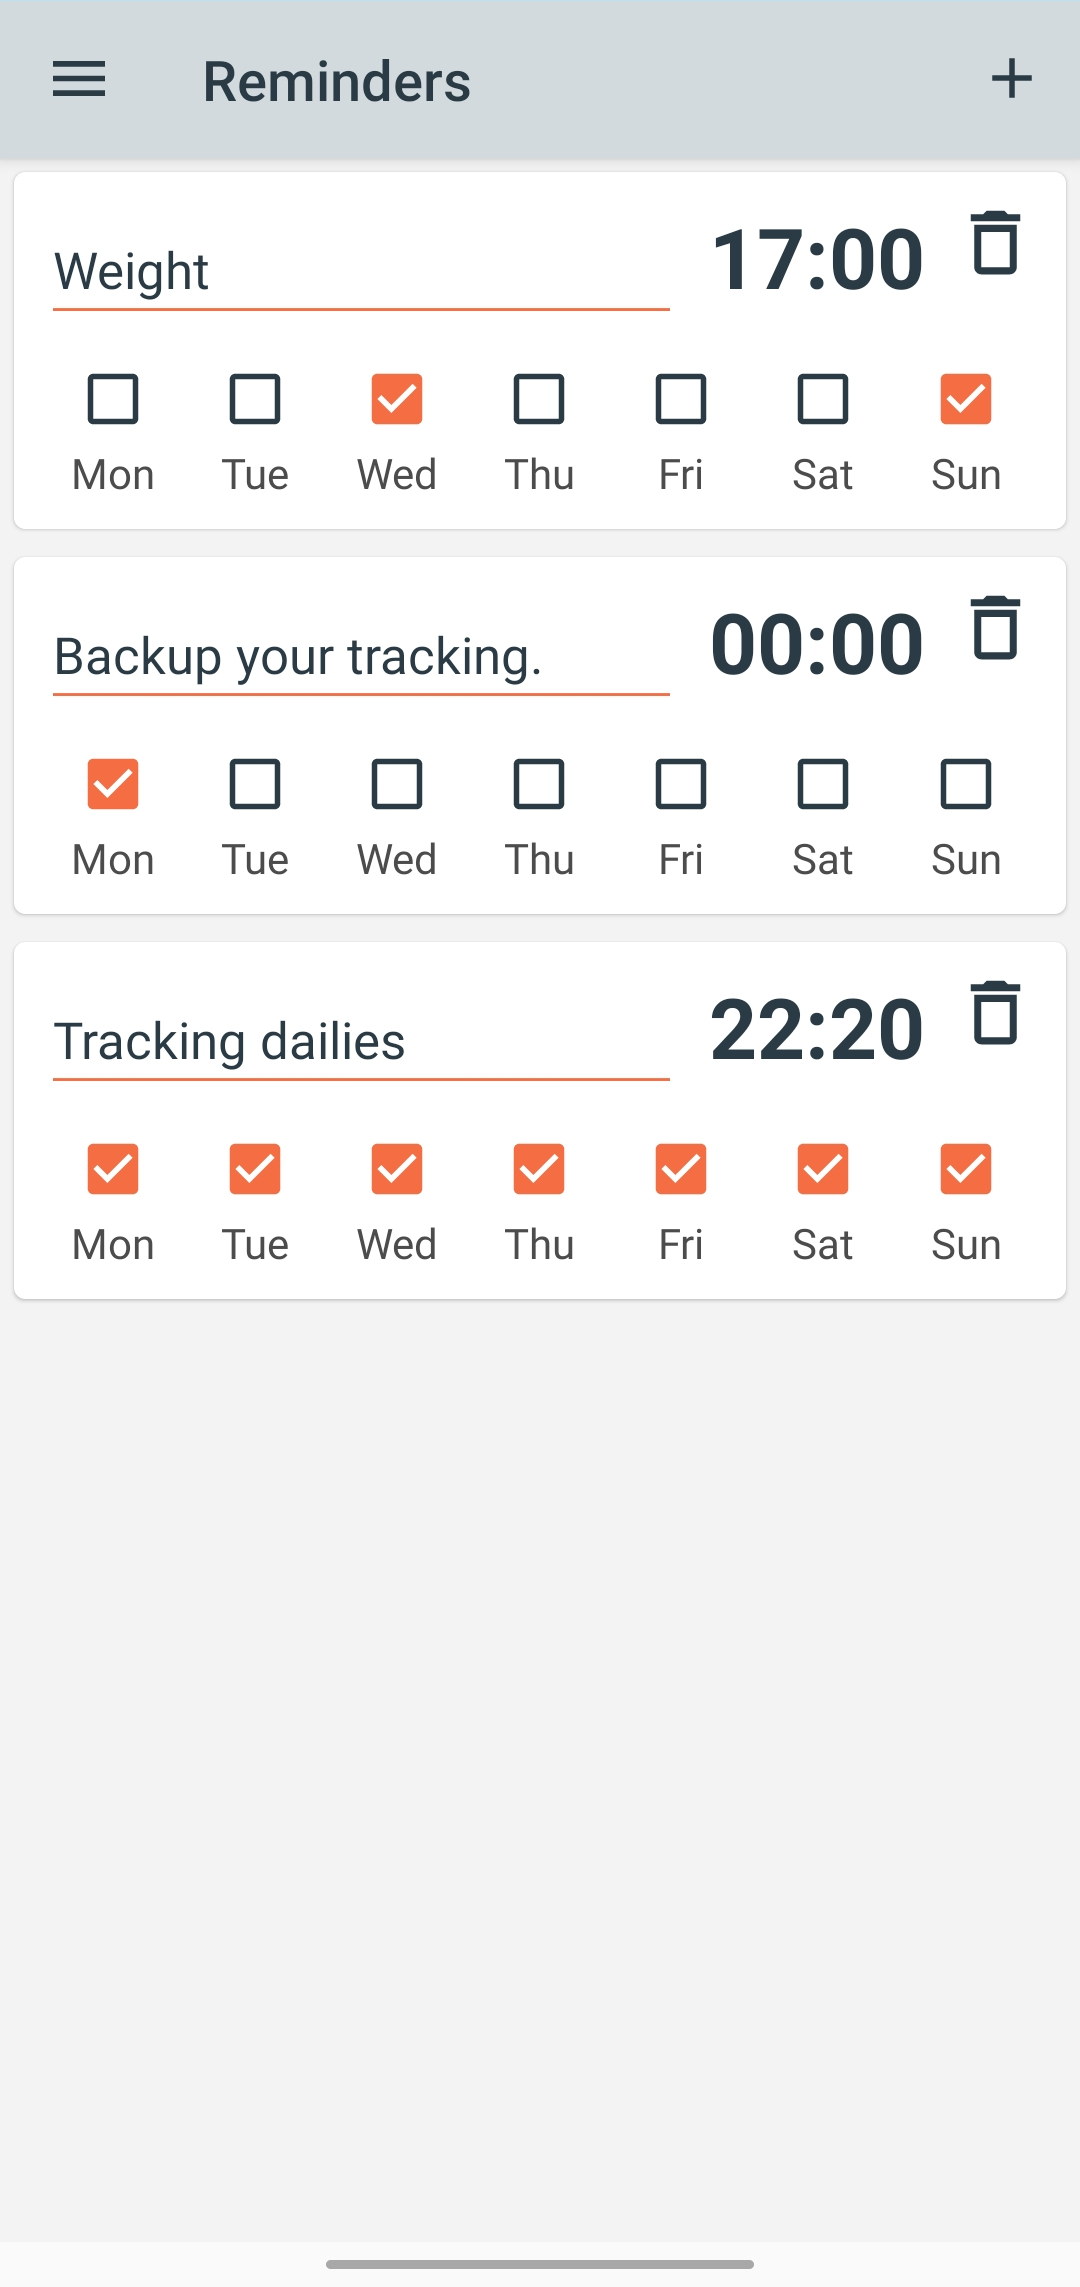 Reminders
Weight 17:00
Mon Tue Wed Thu Fri Sat Sun
Backup your tracking. 00:00
Mon Tue Wed Thu Fri Sat Sun
Tracking dailies 22:20
Mon Tue Wed Thu Fri Sat Sun